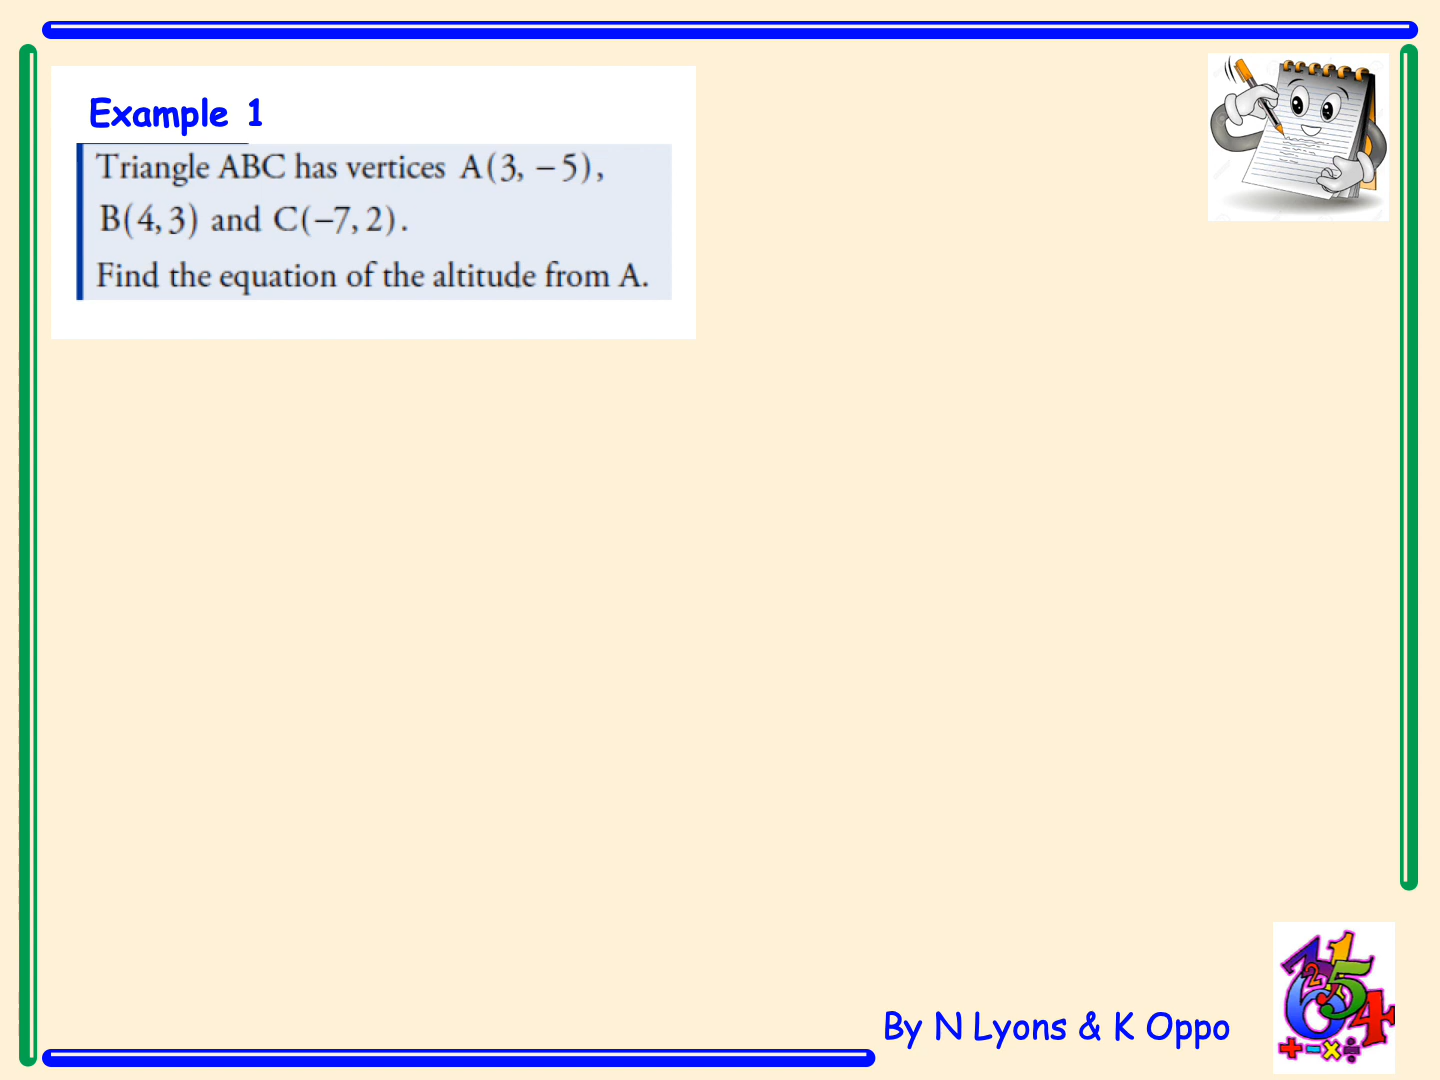 Example 1
Triangle ABC has vertices A(3, −5),
B(4, 3) and C(−7, 2).
Find the equation of the altitude from A.
By N Lyons & K Oppo